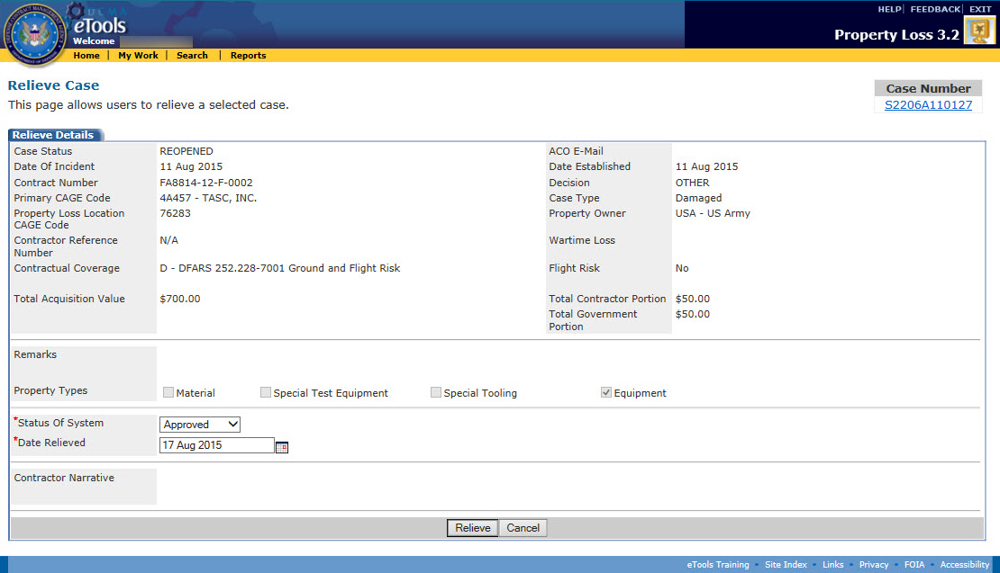 HELP | FEEDBACK | EXIT
DCMA
eTools
Welcome
Property Loss 3.2
Home | My Work | Search | Reports
Relieve Case
This page allows users to relieve a selected case.
Case Number
S2206A110127
Relieve Details
Case Status REOPENED ACO E-Mail
Date Of Incident 11 Aug 2015 Date Established 11 Aug 2015
Contract Number FA8814-12-F-0002 Decision OTHER
Primary CAGE Code 4A457 - TASC, INC. Case Type Damaged
Property Loss Location 76283 Property Owner USA - US Army
CAGE Code
Contractor Reference N/A Wartime Loss
Number
Contractual Coverage D - DFARS 252.228-7001 Ground and Flight Risk Flight Risk No
Total Acquisition Value $700.00 Total Contractor Portion $50.00
Total Government $50.00
Portion
Remarks
Property Types Material Special Test Equipment Special Tooling Equipment
*Status Of System Approved
*Date Relieved 17 Aug 2015
Contractor Narrative
Relieve Cancel
eTools Training • Site Index • Links • Privacy • FOIA • Accessibility